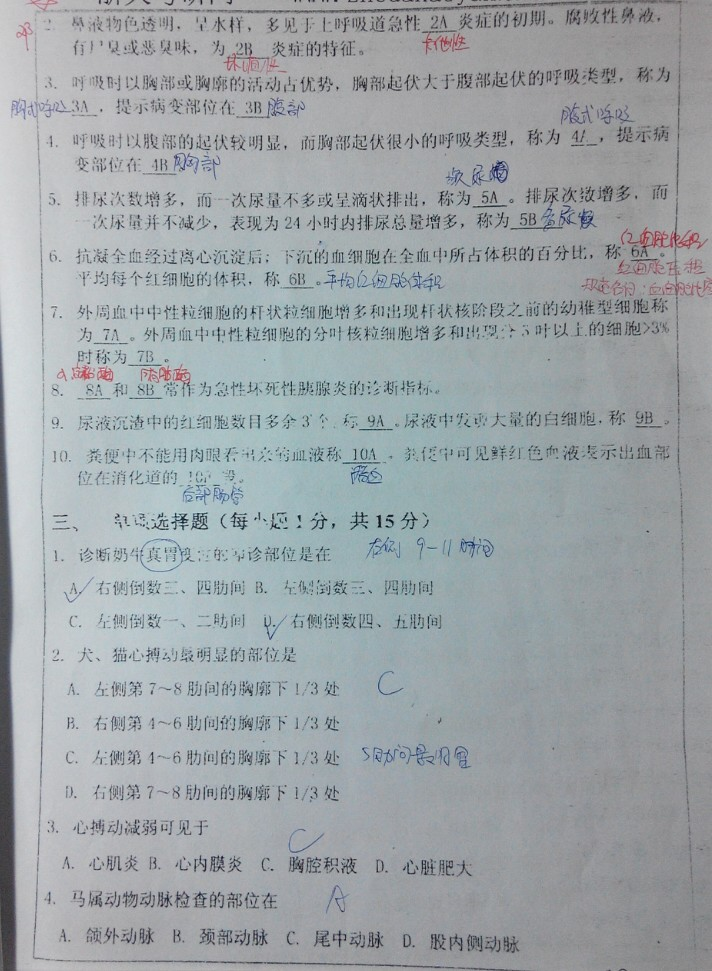 2. 鼻液物色透明，呈水样，多见于上呼吸道急性 2A 炎症的初期。腐败性鼻液，
卡他性
有尸臭或恶臭味，为 2B 炎症的特征。
坏疽性
3. 呼吸时以胸部或胸廓的活动占优势，胸部起伏大于腹部起伏的呼吸类型，称为
胸式呼吸 3A ，提示病变部位在 3B 腹部
腹式呼吸
4. 呼吸时以腹部的起伏较明显，而胸部起伏很小的呼吸类型，称为 4A ，提示病
变部位在 4B 胸部
5. 排尿次数增多，而一次尿量不多或呈滴状排出，称为 5A 。排尿次数增多，而
一次尿量并不减少，表现为 24 小时内排尿总量增多，称为 5B 多尿
红细胞比积
6. 抗凝全血经过离心沉淀后，下沉的血细胞在全血中所占体积的百分比，称 6A 。
红细胞压积
平均每个红细胞的体积，称 6B 。平均红细胞体积
7. 外周血中中性粒细胞的杆状粒细胞增多和出现杆状核阶段之前的幼稚型细胞称
为 7A 。外周血中中性粒细胞的分叶核粒细胞增多和出现分 5 叶以上的细胞>3%
时称为 7B 。
淀粉酶 脂肪酶
8. 8A 和 8B 常作为急性坏死性胰腺炎的诊断指标。
9. 尿液沉渣中的红细胞数目多余 3 个，称 9A 。尿液中发现大量的白细胞，称 9B 。
10. 粪便中不能用肉眼看出来的血液称 10A 。粪便中可见鲜红色血液表示出血部
位在消化道的 10B 段。
后部肠管
三、 单项选择题（每小题 1 分，共 15 分）
1. 诊断奶牛真胃变位的听诊部位是在 左侧 9-11 肋间
A. 右侧倒数三、四肋间 B. 左侧倒数三、四肋间
C. 左侧倒数一、二肋间 D. 右侧倒数四、五肋间
2. 犬、猫心搏动最明显的部位是
A. 左侧第 7～8 肋间的胸廓下 1/3 处 C
B. 右侧第 4～6 肋间的胸廓下 1/3 处
C. 左侧第 4～6 肋间的胸廓下 1/3 处 5肋间最明显
D. 右侧第 7～8 肋间的胸廓下 1/3 处
3. 心搏动减弱可见于 C
A. 心肌炎 B. 心内膜炎 C. 胸腔积液 D. 心脏肥大
4. 马属动物动脉检查的部位在 A
A. 颌外动脉 B. 颈部动脉 C. 尾中动脉 D. 股内侧动脉